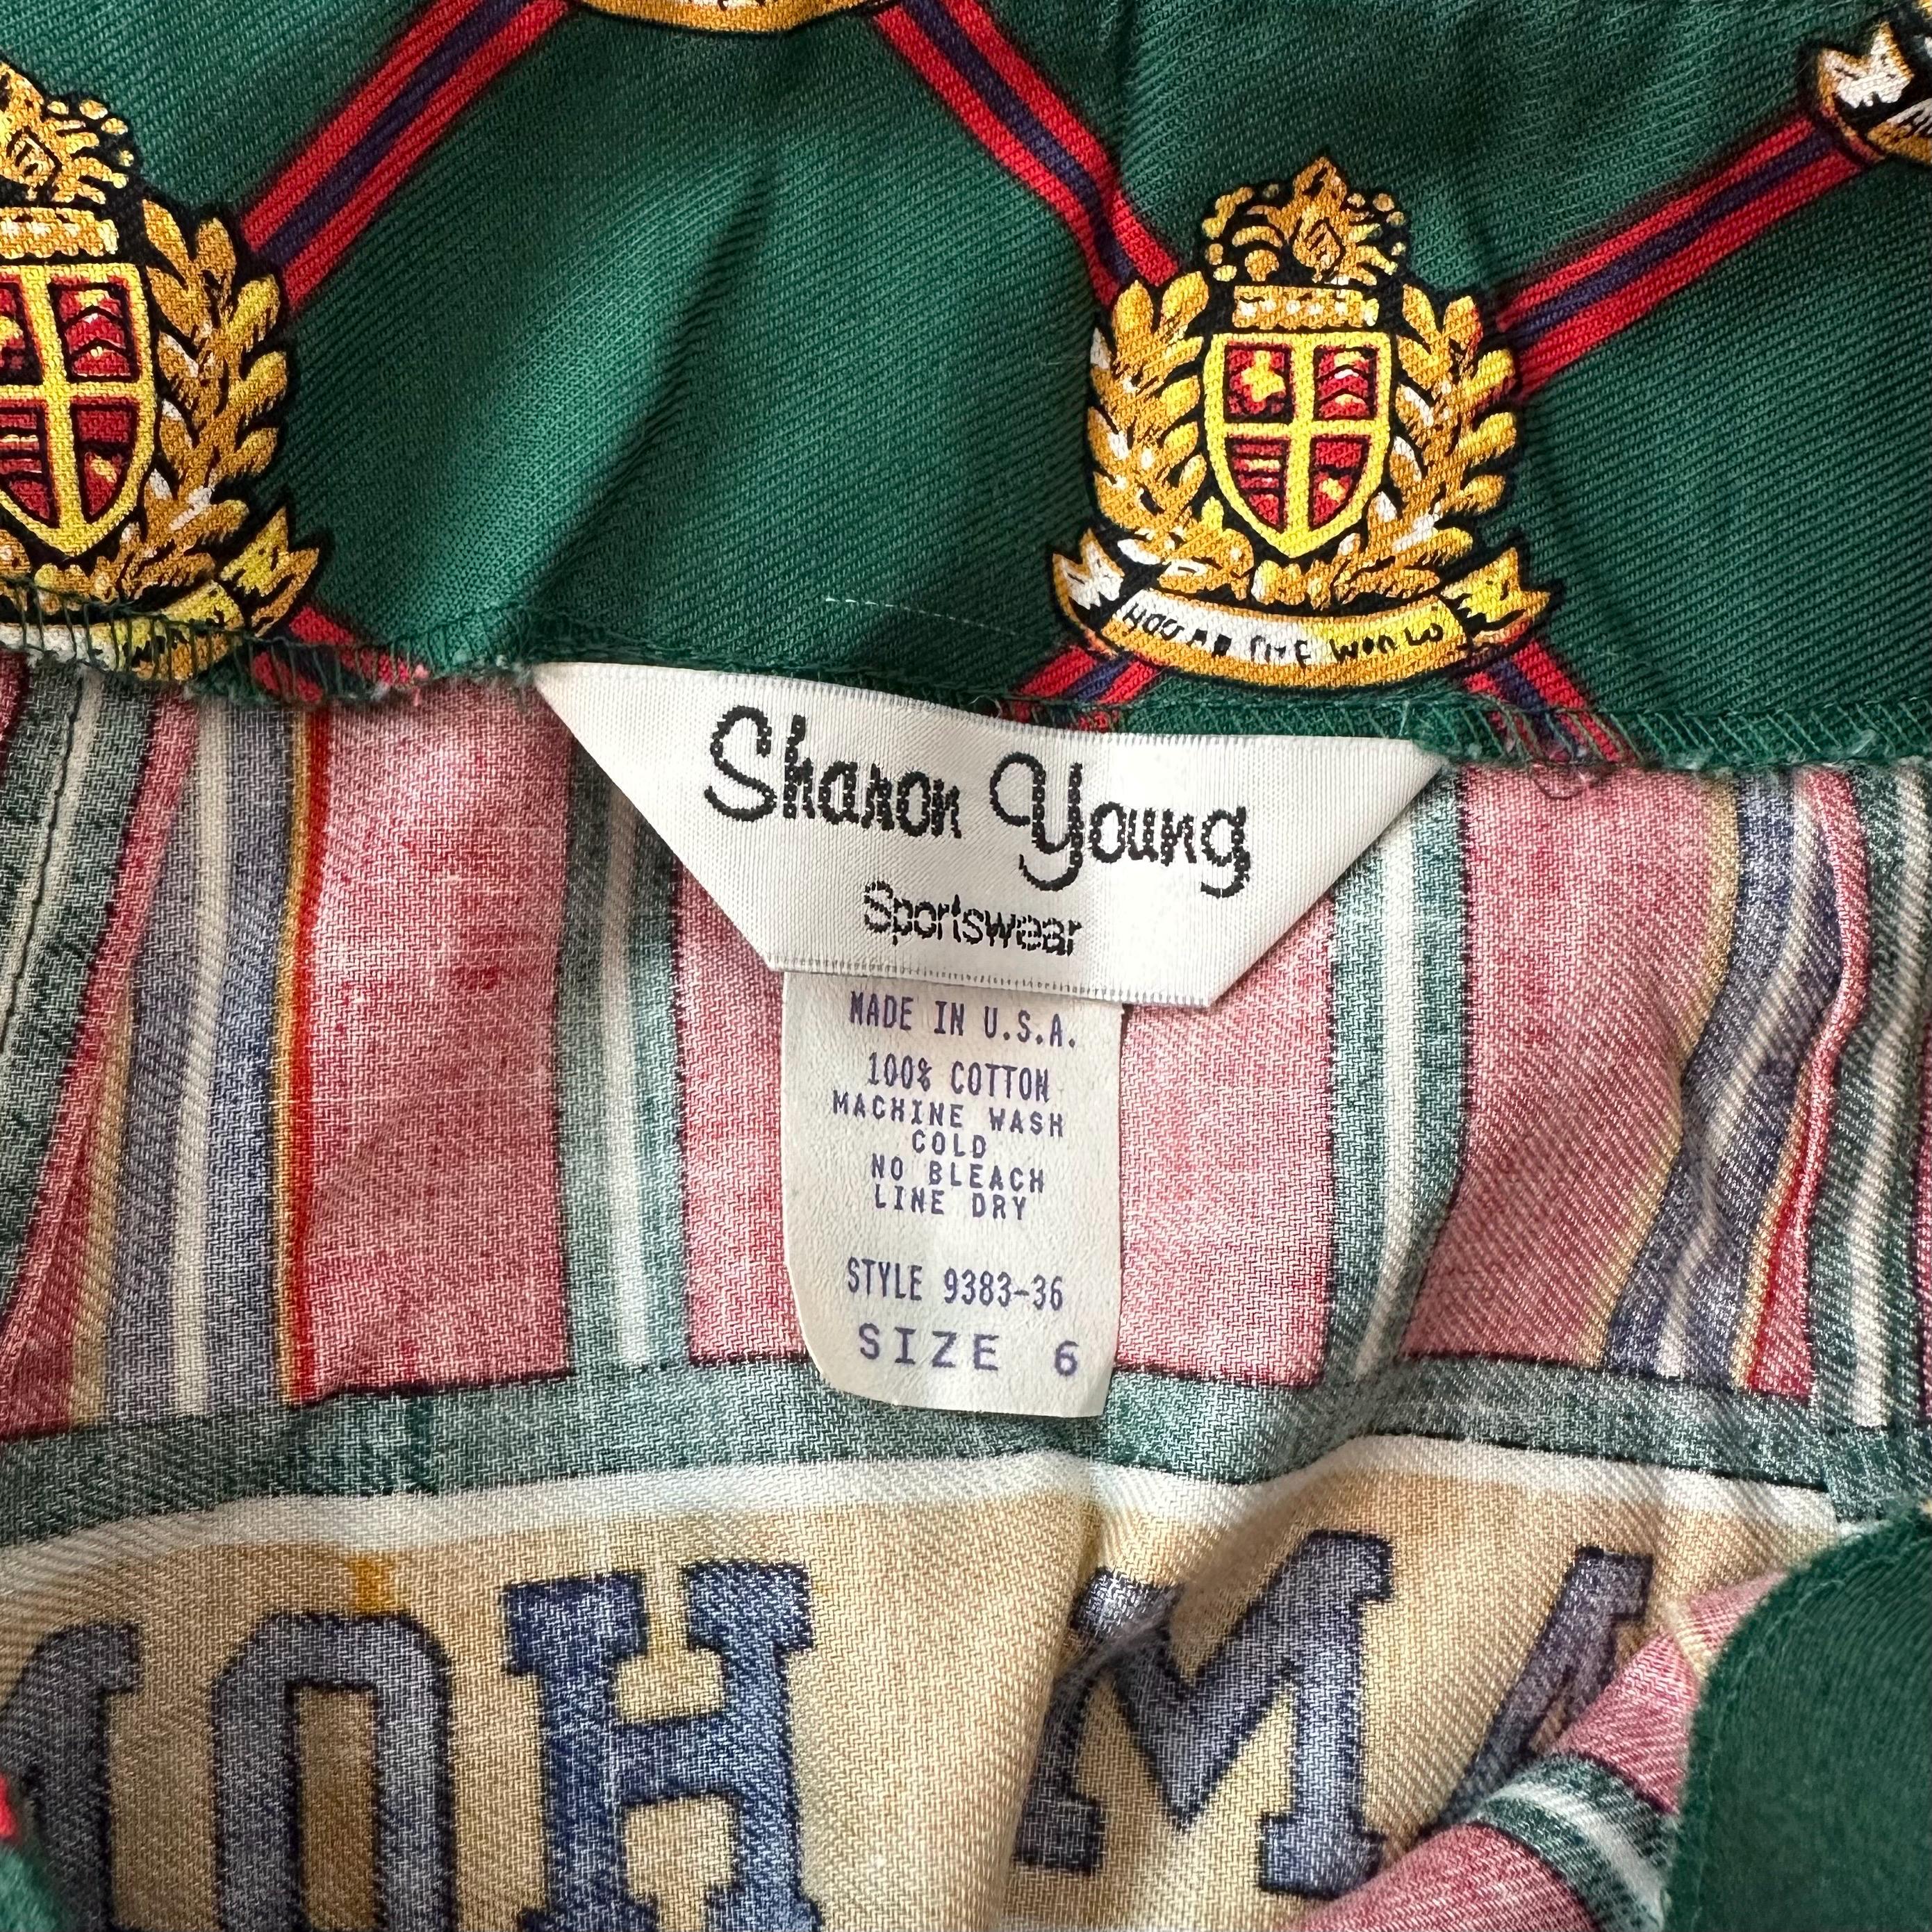 Sharon Young
Sportswear
MADE IN U.S.A.
100% COTTON
MACHINE WASH
COLD
NO BLEACH
LINE DRY
STYLE 9383-36
SIZE 6